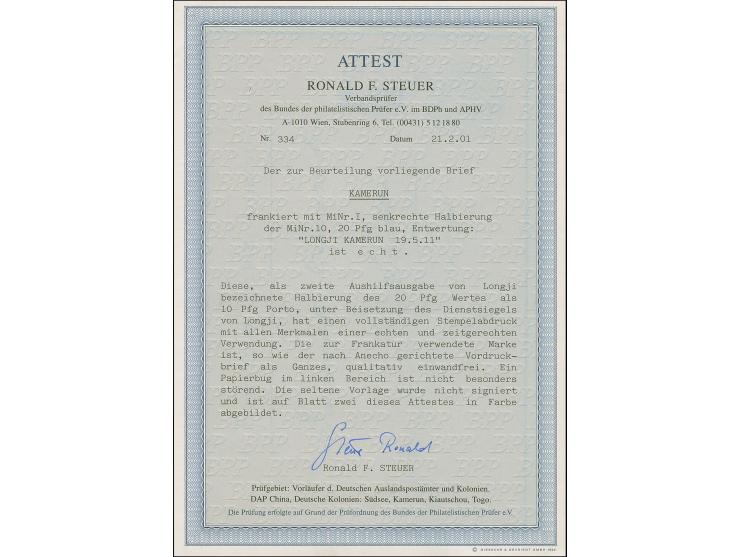 ATTEST
RONALD F. STEUER
Verbandsprüfer
des Bundes der philatelistischen Prüfer e.V. im BDPh und APHV
A-1010 Wien, Stubenring 6, Tel. (00431) 5 12 18 80
Nr. 334 Datum 21.2.01
Der zur Beurteilung vorliegende Brief
KAMERUN
frankiert mit MiNr.I, senkrechte Halbierung
der MiNr.10, 20 Pfg blau, Entwertung:
"LONGJI KAMERUN 19.5.11"
ist e c h t .
Diese, als zweite Aushilfsausgabe von Longji
bezeichnete Halbierung des 20 Pfg Wertes als
10 Pfg Porto, unter Beisetzung des Dienstsiegels
von Longji, hat einen vollständigen Stempelabdruck
mit allen Merkmalen einer echten und zeitgerechten
Verwendung. Die zur Frankatur verwendete Marke
ist, so wie der nach Anecho gerichtete Vordruck-
brief als Ganzes, qualitativ einwandfrei. Ein
Papierbug im linken Bereich ist nicht besonders
störend. Die seltene Vorlage wurde nicht signiert
und ist auf Blatt zwei dieses Attestes in Farbe
abgebildet.
Steuer Ronald
Ronald F. STEUER
Prüfgebiet: Vorläufer d. Deutschen Auslandspostämter und Kolonien.
DAP China, Deutsche Kolonien: Südsee, Kamerun, Kiautschou, Togo.
Die Prüfung erfolgte auf Grund der Prüfordnung des Bundes der Philatelistischen Prüfer e.V.